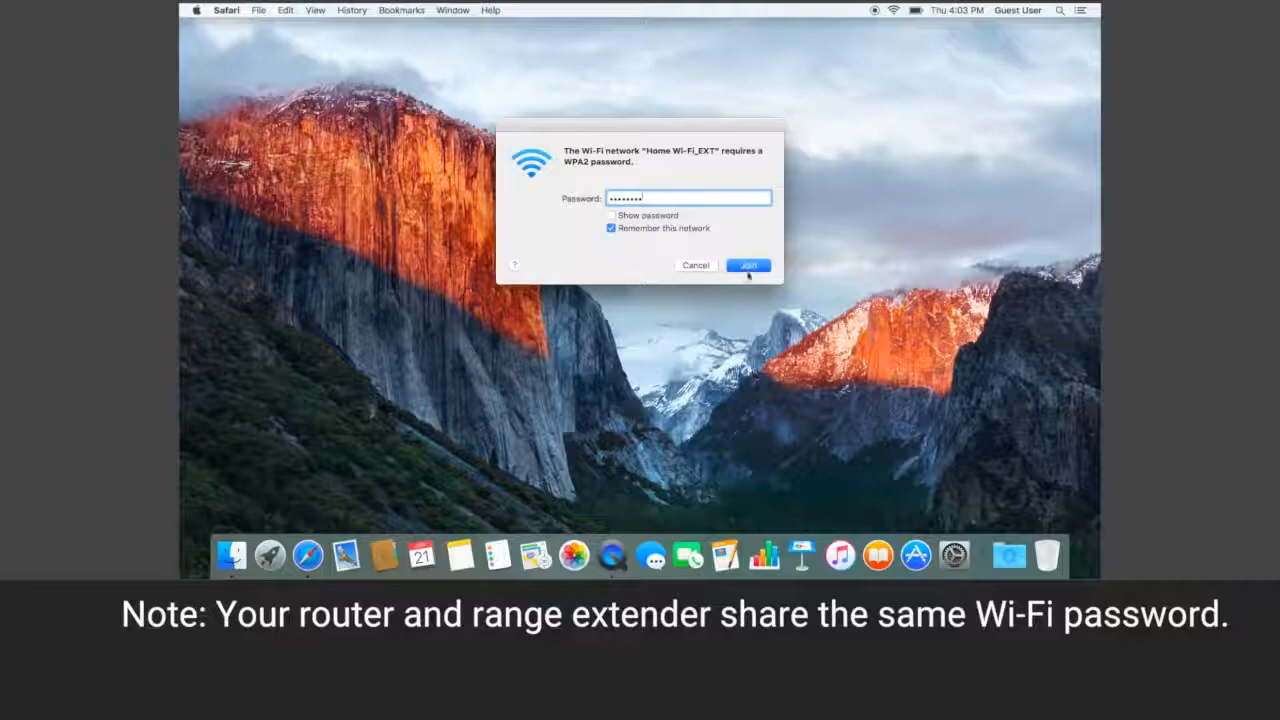 Safari File Edit View History Bookmarks Window Help Thu 4:03 PM Guest User
The Wi-Fi network “Home Wi-Fi_EXT” requires a
WPA2 password.
Password: ••••••••
Show password
Remember this network
? Cancel Join
21
Note: Your router and range extender share the same Wi-Fi password.